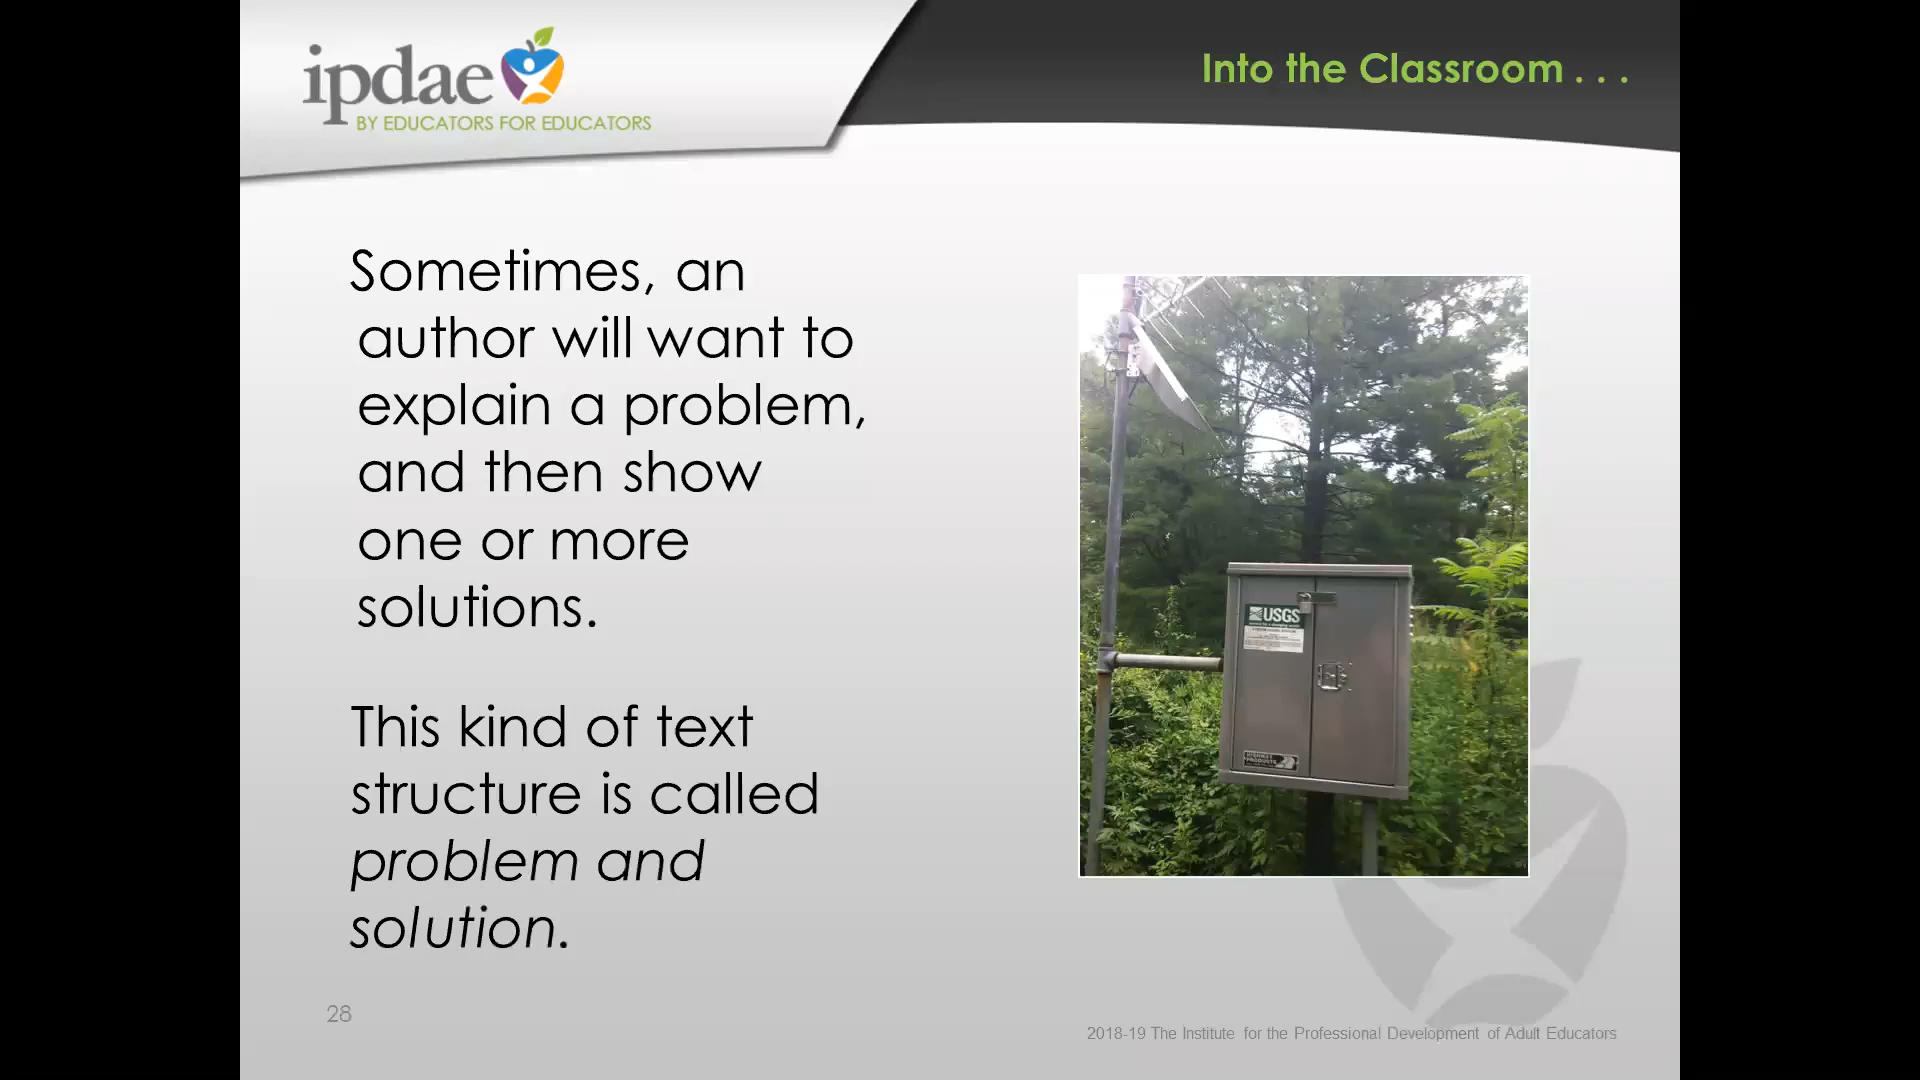 ipdae
BY EDUCATORS FOR EDUCATORS
Into the Classroom . . .
Sometimes, an
author will want to
explain a problem,
and then show
one or more
solutions.
This kind of text
structure is called
problem and
solution.
USGS
28
2018-19 The Institute for the Professional Development of Adult Educators